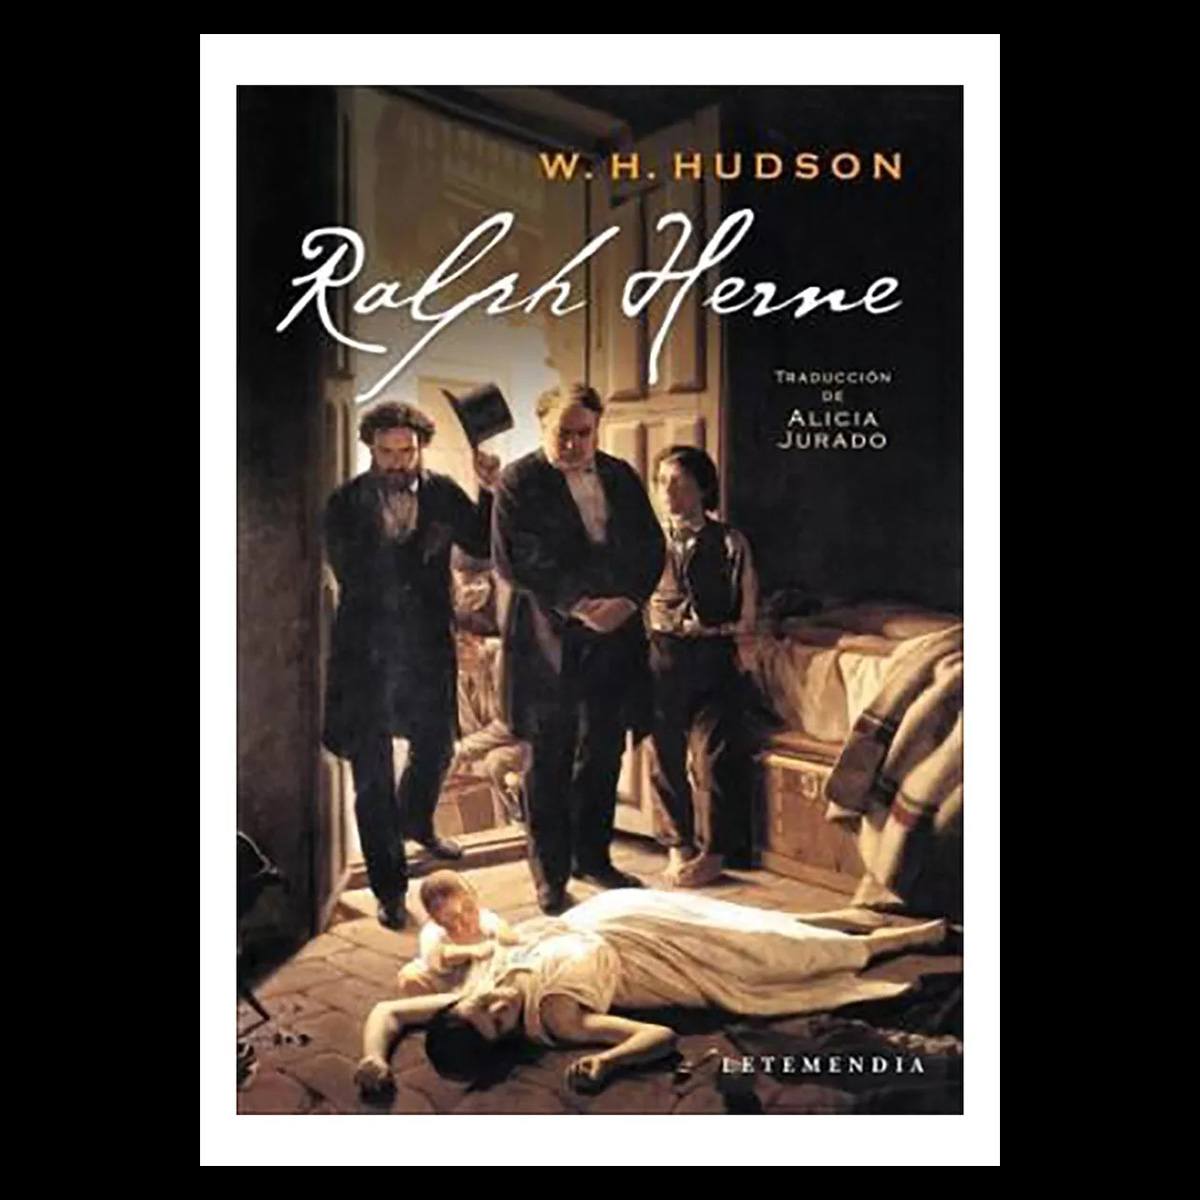 W. H. HUDSON
Ralph Herne
TRADUCCIÓN
DE
ALICIA
JURADO
LETEMENDIA